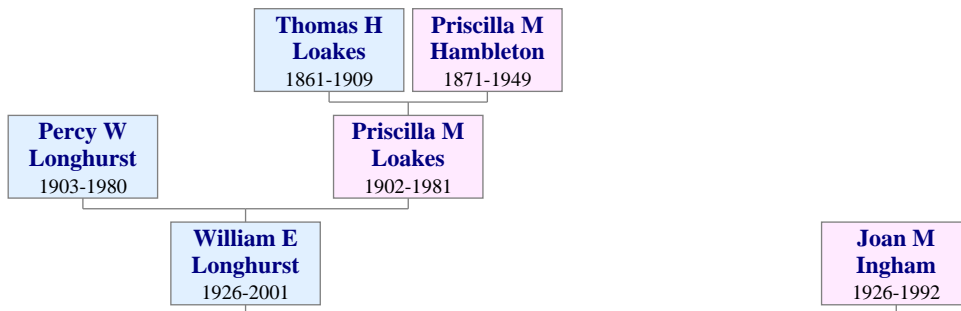 Thomas H
Loakes
1861-1909
Priscilla M
Hambleton
1871-1949
Percy W
Longhurst
1903-1980
Priscilla M
Loakes
1902-1981
William E
Longhurst
1926-2001
Joan M
Ingham
1926-1992